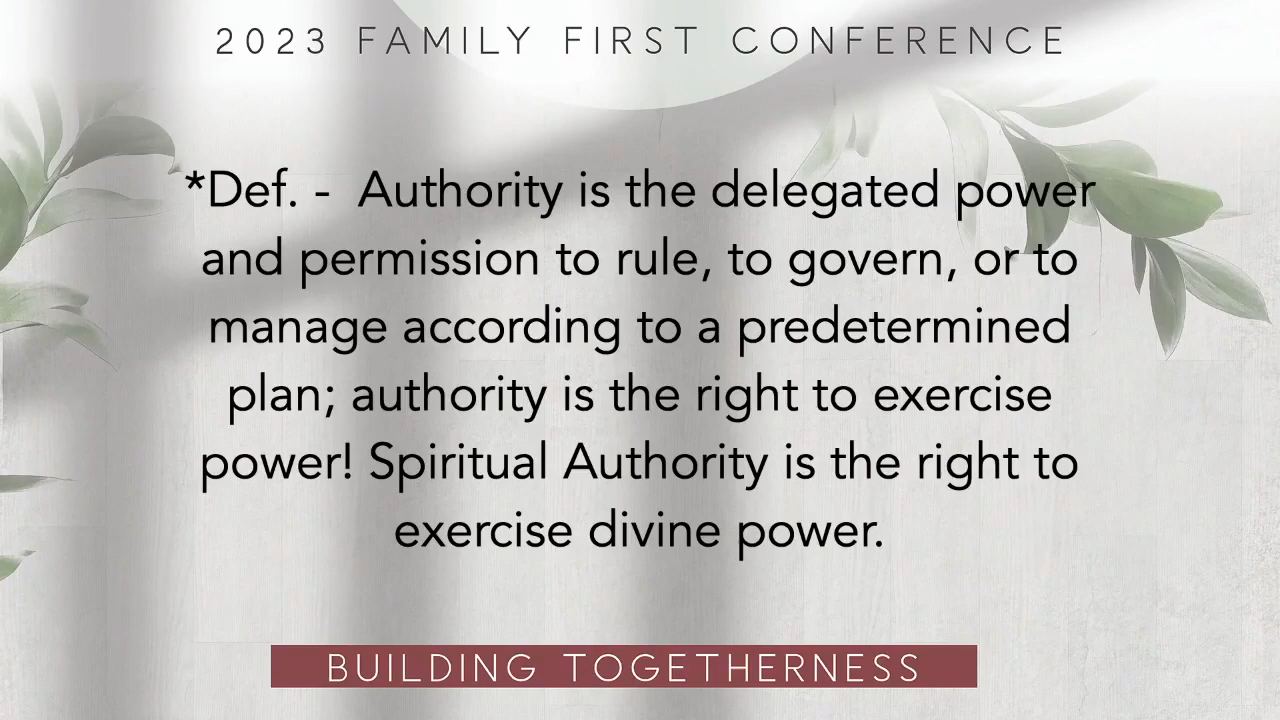 2023 FAMILY FIRST CONFERENCE
*Def. - Authority is the delegated power
and permission to rule, to govern, or to
manage according to a predetermined
plan; authority is the right to exercise
power! Spiritual Authority is the right to
exercise divine power.
BUILDING TOGETHERNESS